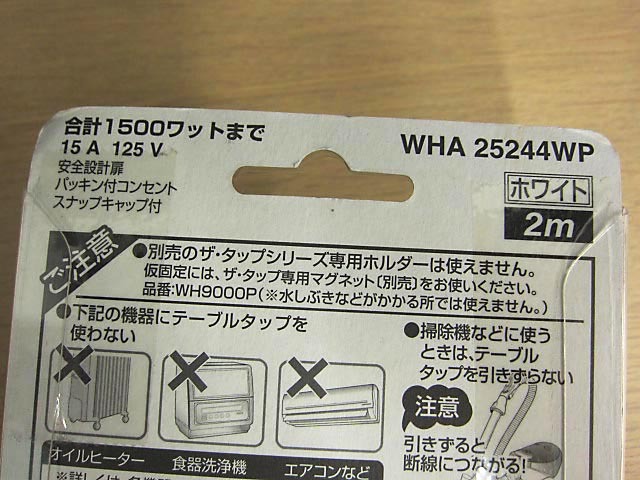 合計1500ワットまで
15 A 125 V
安全設計扉
パッキン付コンセント
スナップキャップ付
WHA 25244WP
ホワイト
2m
ご注意
●別売のザ・タップシリーズ専用ホルダーは使えません。
仮固定には、ザ・タップ専用マグネット〔別売〕をお使いください。
品番:WH9000P(※水しぶきなどがかかる所では使えません。)
●下記の機器にテーブルタップを
使わない
オイルヒーター
食器洗浄機
エアコンなど
●掃除機などに使う
ときは、テーブル
タップを引きずらない
注意
引きずると
断線につながる!